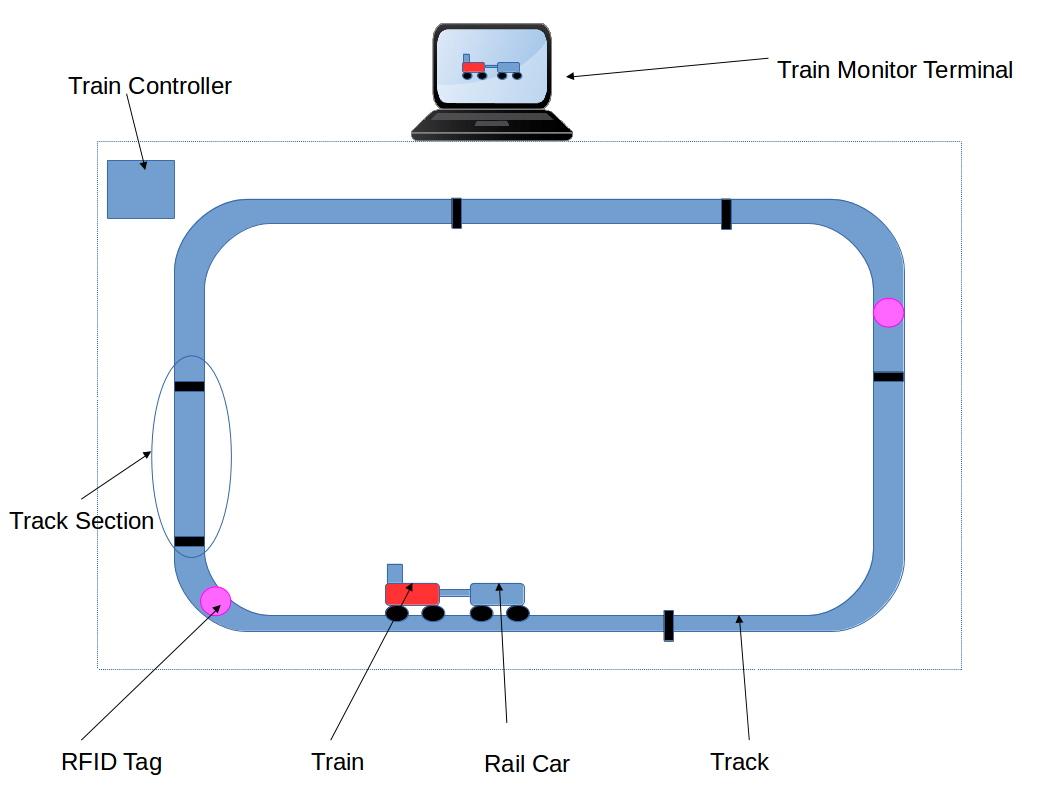 Train Monitor Terminal
Train Controller
Track Section
RFID Tag
Train
Rail Car
Track